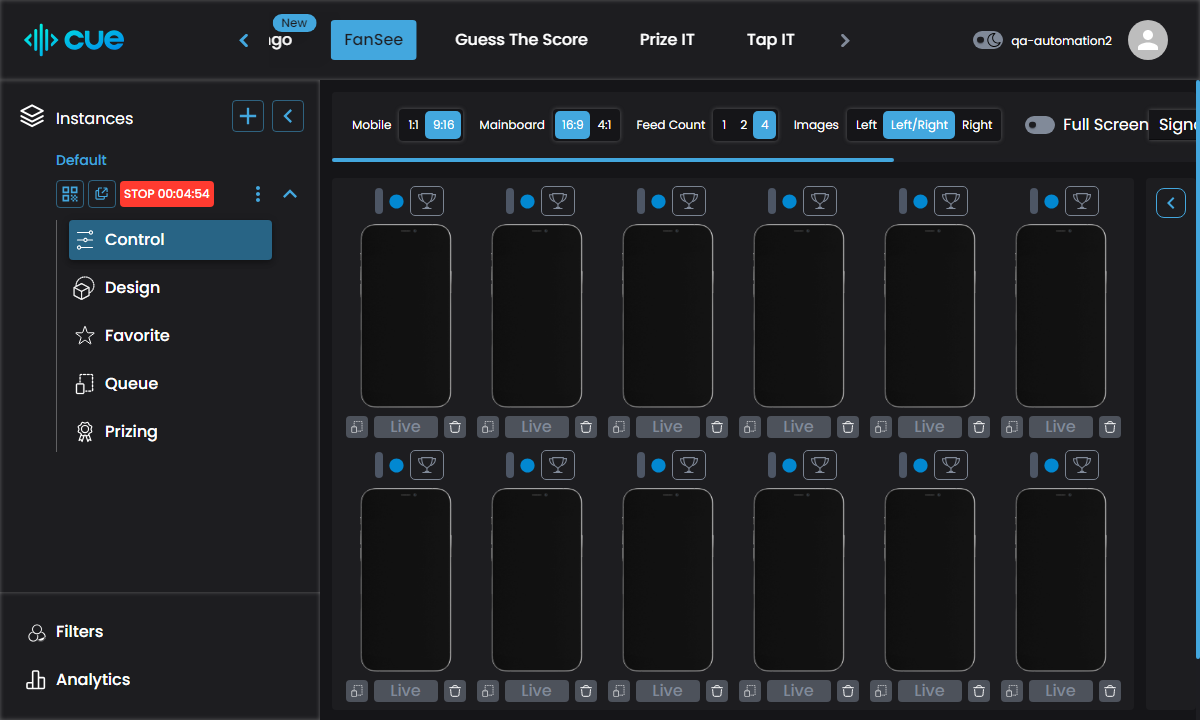 cue
New
ngo
FanSee
Guess The Score
Prize IT
Tap IT
qa-automation2
Instances
Default
STOP 00:04:54
Control
Design
Favorite
Queue
Prizing
Filters
Analytics
Mobile 1:1 9:16 Mainboard 16:9 4:1 Feed Count 1 2 4 Images Left Left/Right Right Full Screen Signe
Live Live Live Live Live Live
Live Live Live Live Live Live